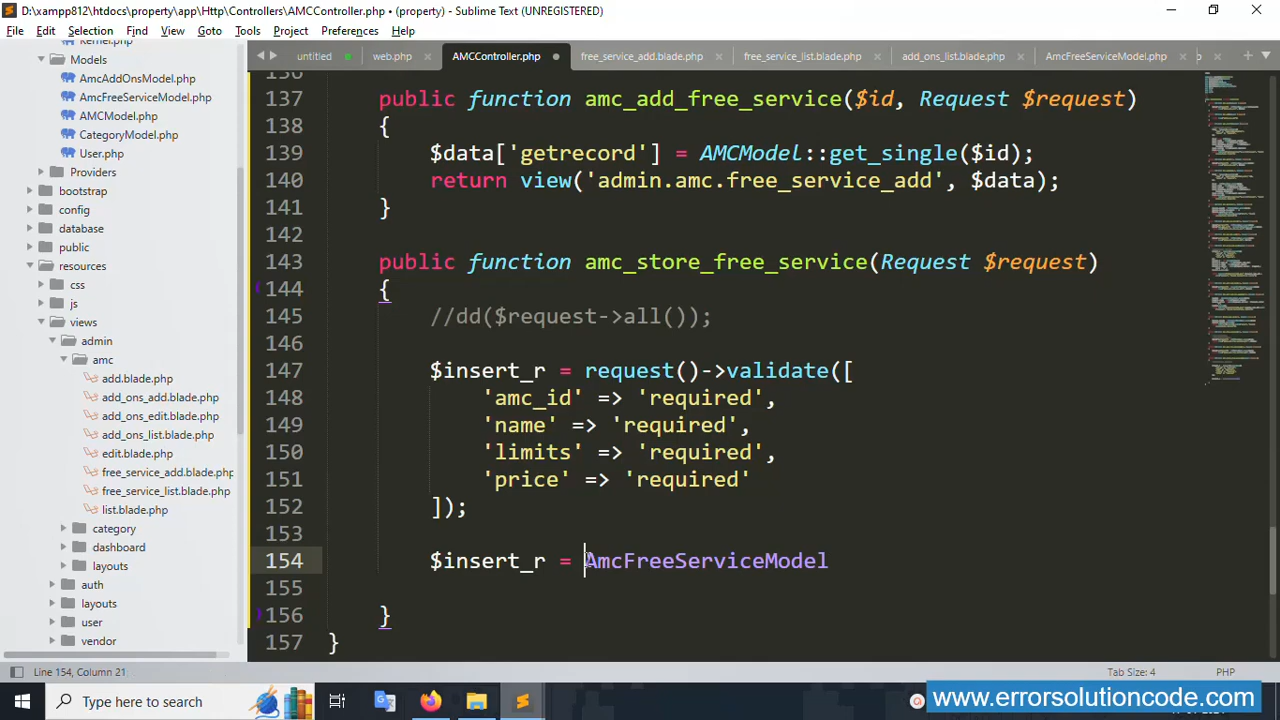 D:\xampp812\htdocs\property\app\Http\Controllers\AMCController.php • (property) - Sublime Text (UNREGISTERED)
File Edit Selection Find View Goto Tools Project Preferences Help
untitled web.php AMCController.php free_service_add.blade.php free_service_list.blade.php add_ons_list.blade.php AmcFreeServiceModel.php
Kernel.php
Models
AmcAddOnsModel.php
AmcFreeServiceModel.php
AMCModel.php
CategoryModel.php
User.php
Providers
bootstrap
config
database
public
resources
css
js
views
admin
amc
add.blade.php
add_ons_add.blade.php
add_ons_edit.blade.php
add_ons_list.blade.php
edit.blade.php
free_service_add.blade.php
free_service_list.blade.php
list.blade.php
category
dashboard
layouts
auth
layouts
user
vendor
136
137 public function amc_add_free_service($id, Request $request)
138 {
139 $data['getrecord'] = AMCModel::get_single($id);
140 return view('admin.amc.free_service_add', $data);
141 }
142
143 public function amc_store_free_service(Request $request)
144 {
145 //dd($request->all());
146
147 $insert_r = request()->validate([
148 'amc_id' => 'required',
149 'name' => 'required',
150 'limits' => 'required',
151 'price' => 'required'
152 ]);
153
154 $insert_r = AmcFreeServiceModel
155
156 }
157 }
Line 154, Column 21 Tab Size: 4 PHP
Type here to search
www.errorsolutioncode.com